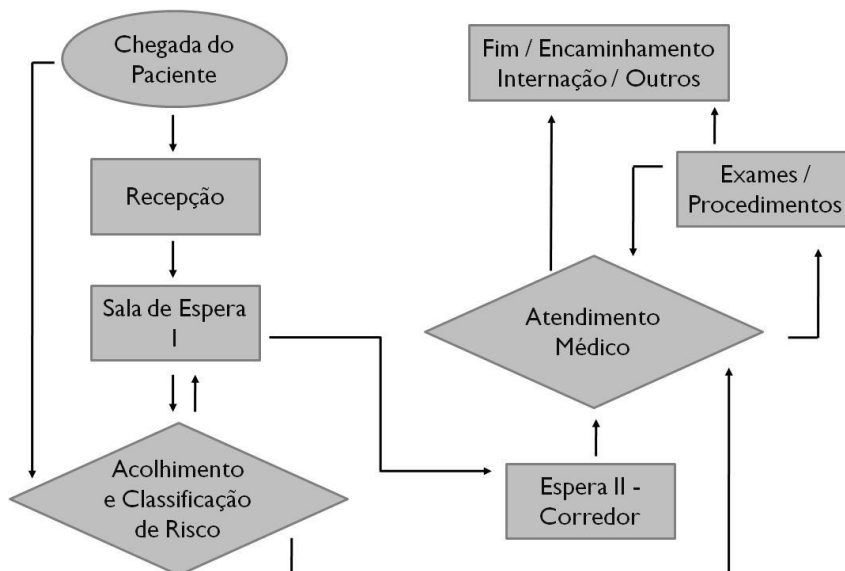 Chegada do
Paciente
Recepção
Sala de Espera
I
Acolhimento
e Classificação
de Risco
Fim / Encaminhamento
Internação / Outros
Exames /
Procedimentos
Atendimento
Médico
Espera II -
Corredor